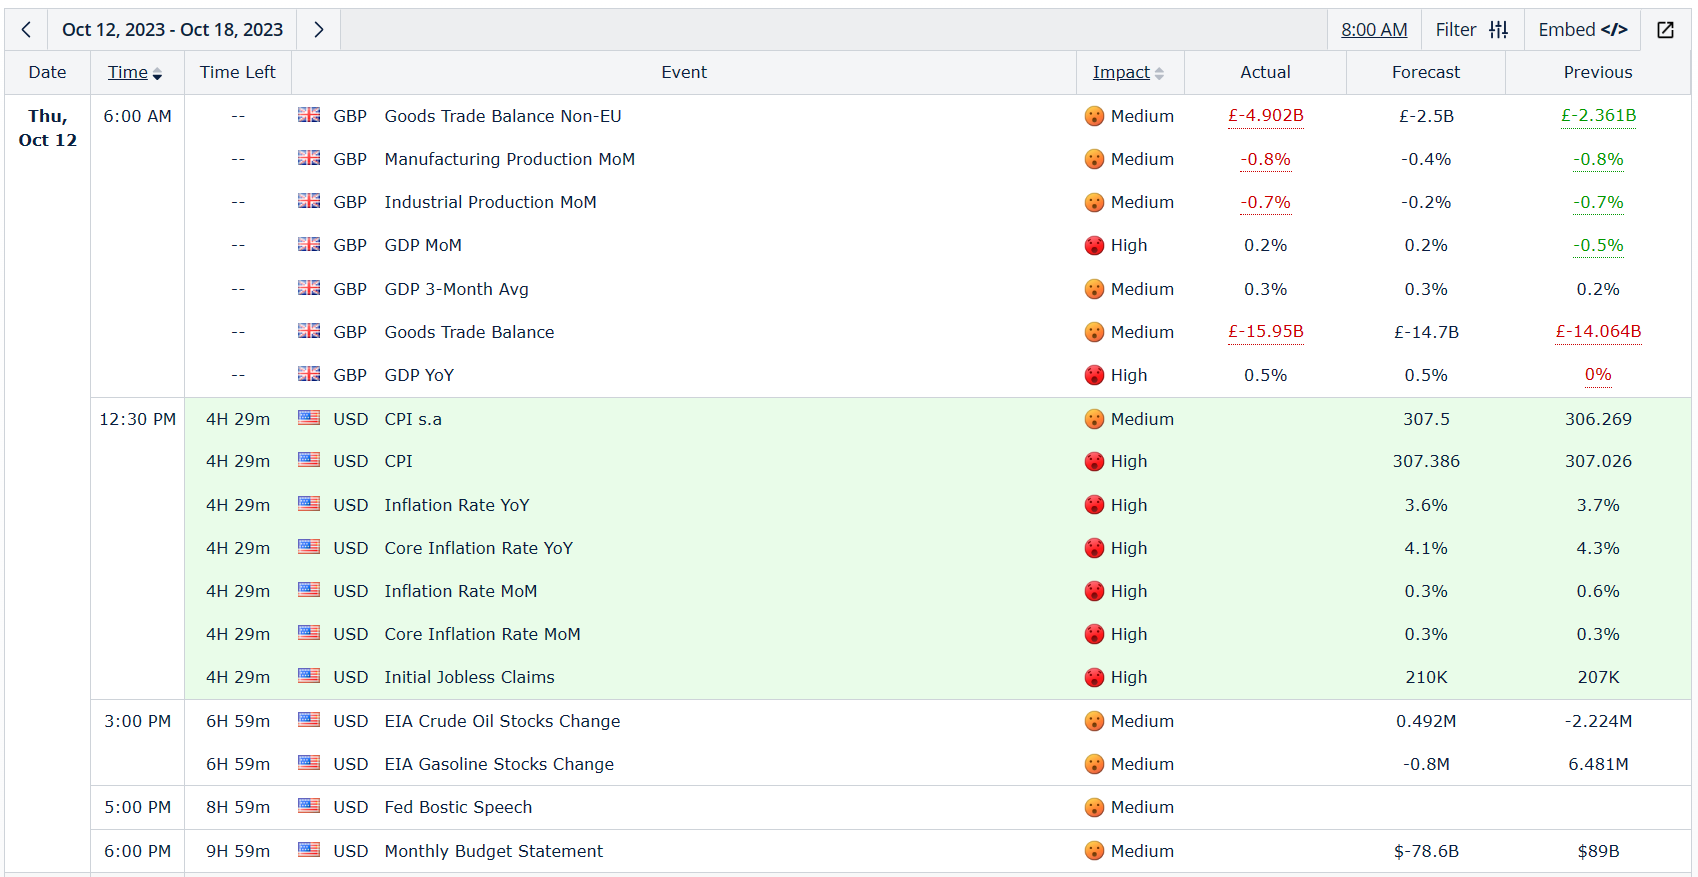 Oct 12, 2023 - Oct 18, 2023 8:00 AM Filter Embed </>
Date Time Time Left Event Impact Actual Forecast Previous
Thu, Oct 12 6:00 AM -- GBP Goods Trade Balance Non-EU Medium £-4.902B £-2.5B £-2.361B
-- GBP Manufacturing Production MoM Medium -0.8% -0.4% -0.8%
-- GBP Industrial Production MoM Medium -0.7% -0.2% -0.7%
-- GBP GDP MoM High 0.2% 0.2% -0.5%
-- GBP GDP 3-Month Avg Medium 0.3% 0.3% 0.2%
-- GBP Goods Trade Balance Medium £-15.95B £-14.7B £-14.064B
-- GBP GDP YoY High 0.5% 0.5% 0%
12:30 PM 4H 29m USD CPI s.a Medium 307.5 306.269
4H 29m USD CPI High 307.386 307.026
4H 29m USD Inflation Rate YoY High 3.6% 3.7%
4H 29m USD Core Inflation Rate YoY High 4.1% 4.3%
4H 29m USD Inflation Rate MoM High 0.3% 0.6%
4H 29m USD Core Inflation Rate MoM High 0.3% 0.3%
4H 29m USD Initial Jobless Claims High 210K 207K
3:00 PM 6H 59m USD EIA Crude Oil Stocks Change Medium 0.492M -2.224M
6H 59m USD EIA Gasoline Stocks Change Medium -0.8M 6.481M
5:00 PM 8H 59m USD Fed Bostic Speech Medium
6:00 PM 9H 59m USD Monthly Budget Statement Medium $-78.6B $89B